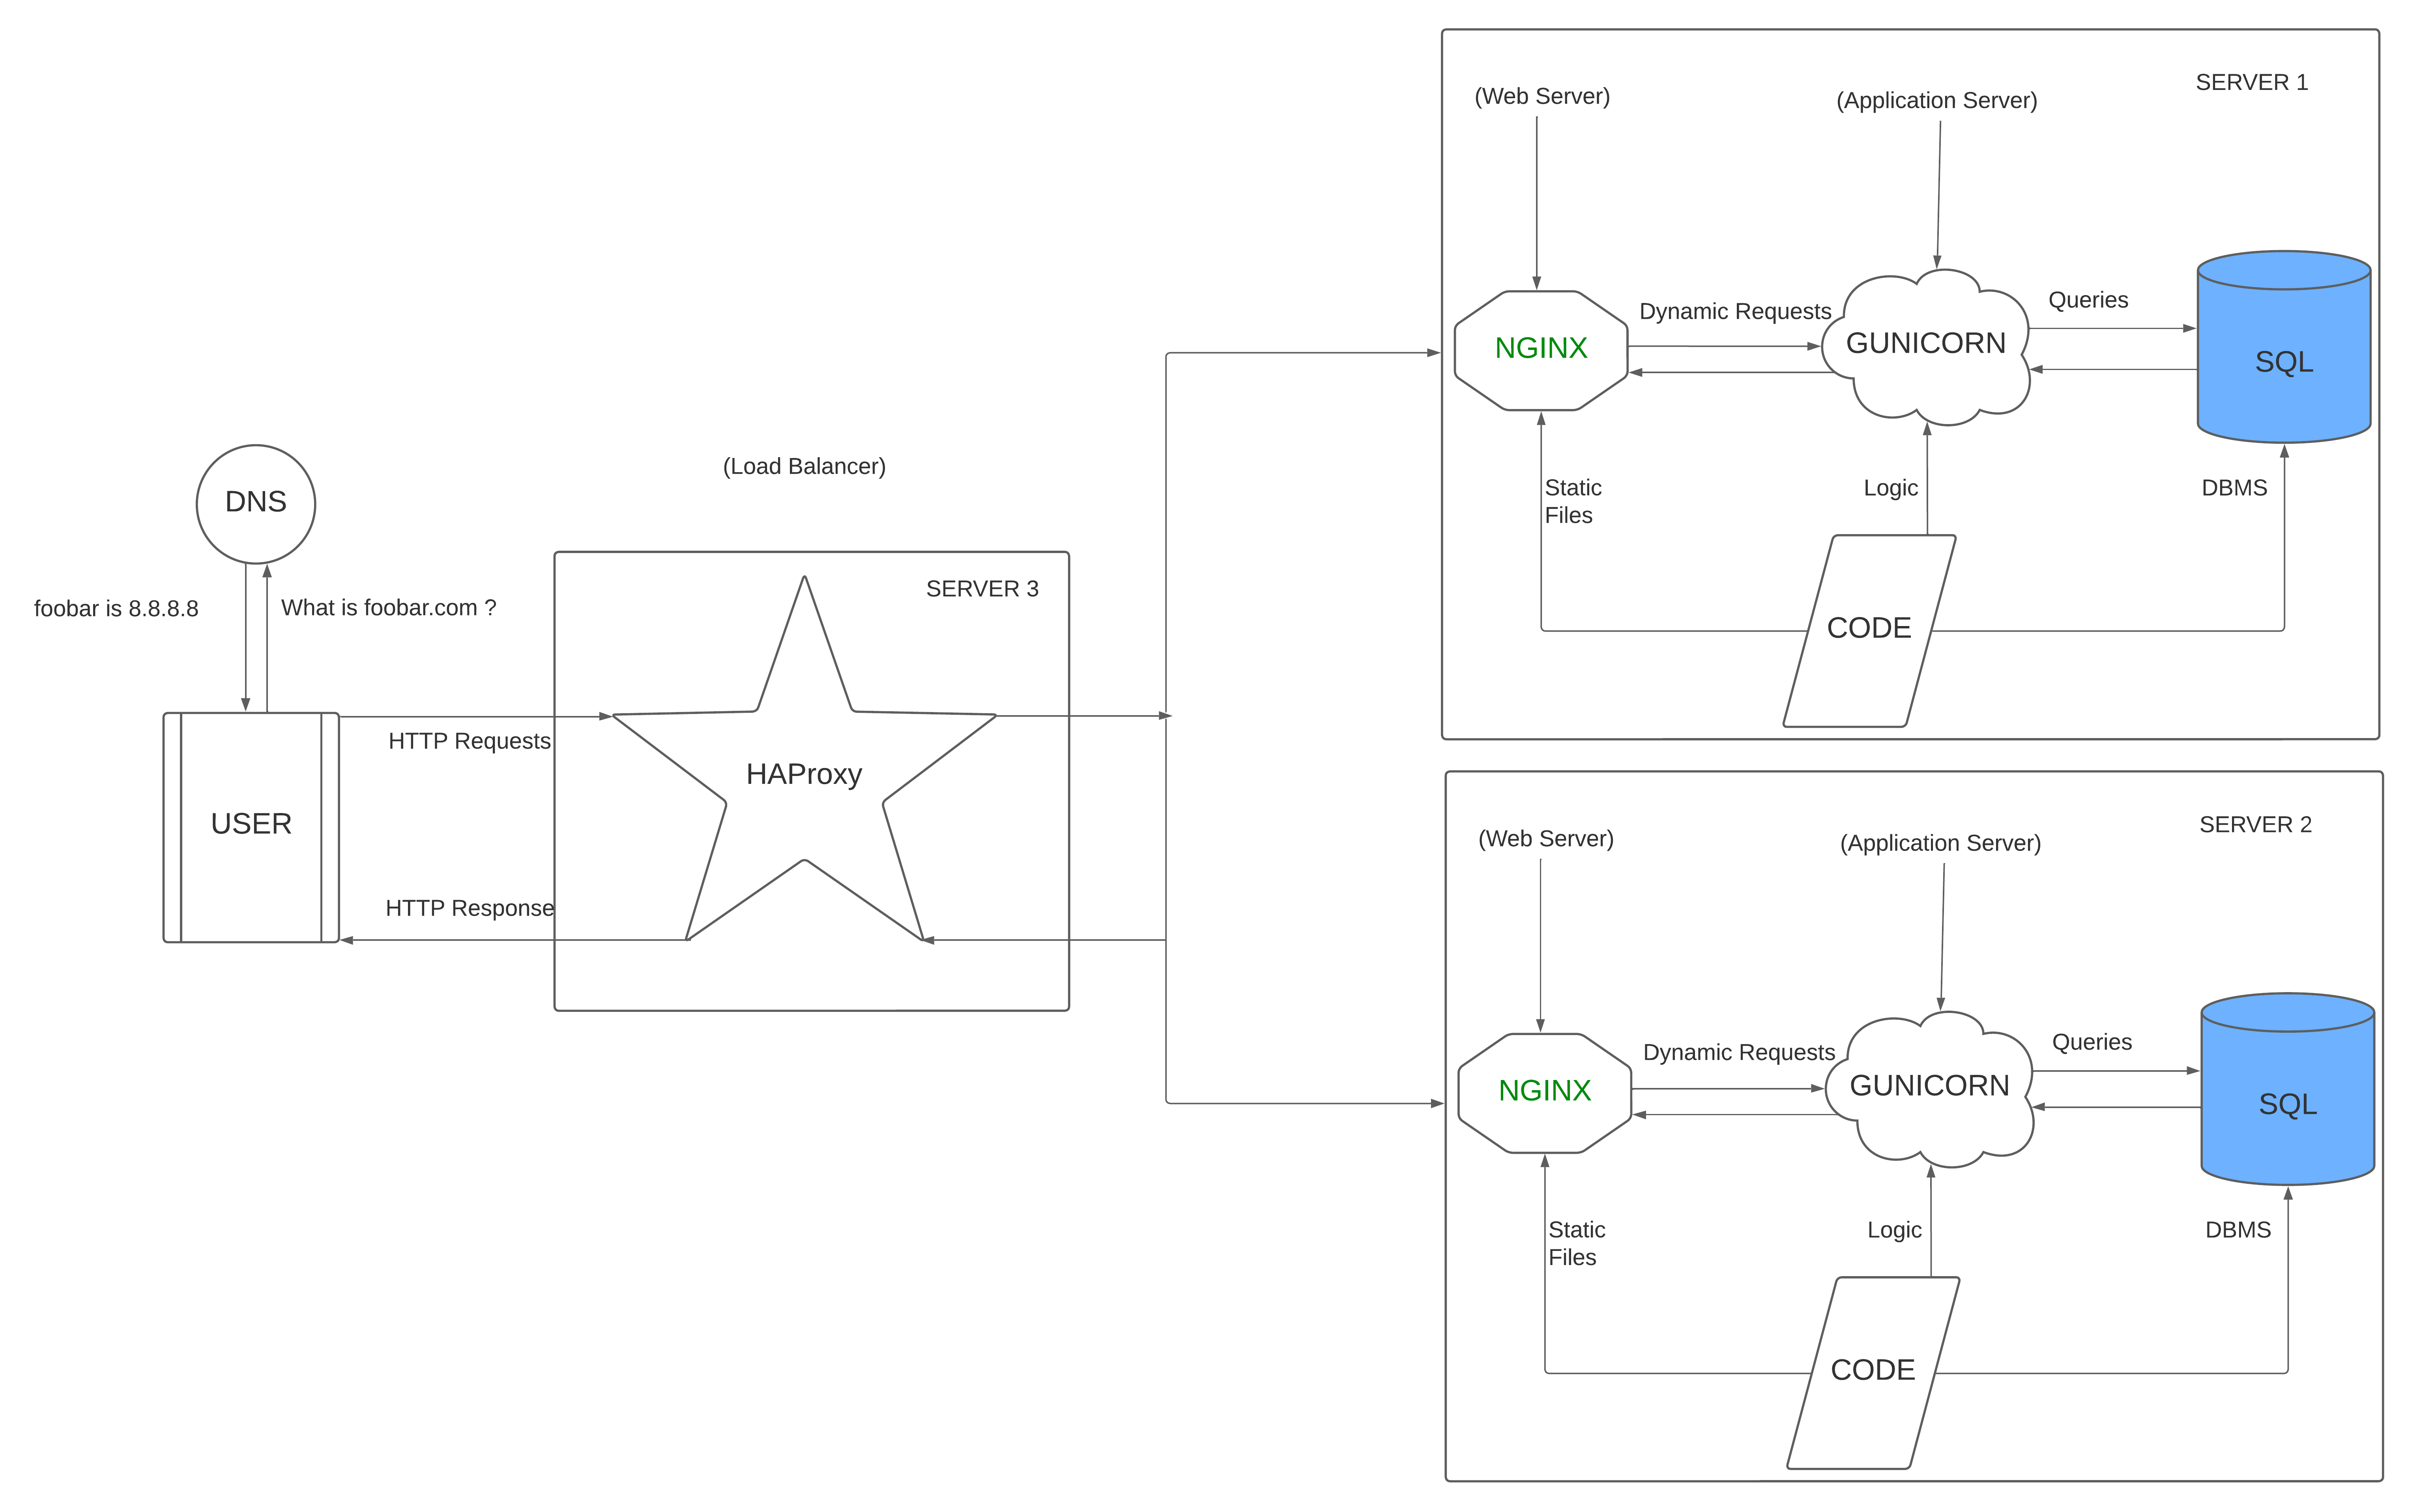 DNS
foobar is 8.8.8.8
What is foobar.com ?
USER
HTTP Requests
HTTP Response
(Load Balancer)
SERVER 3
HAProxy
SERVER 1
(Web Server)
(Application Server)
NGINX
Dynamic Requests
GUNICORN
Queries
SQL
Static
Files
Logic
DBMS
CODE
SERVER 2
(Web Server)
(Application Server)
NGINX
Dynamic Requests
GUNICORN
Queries
SQL
Static
Files
Logic
DBMS
CODE